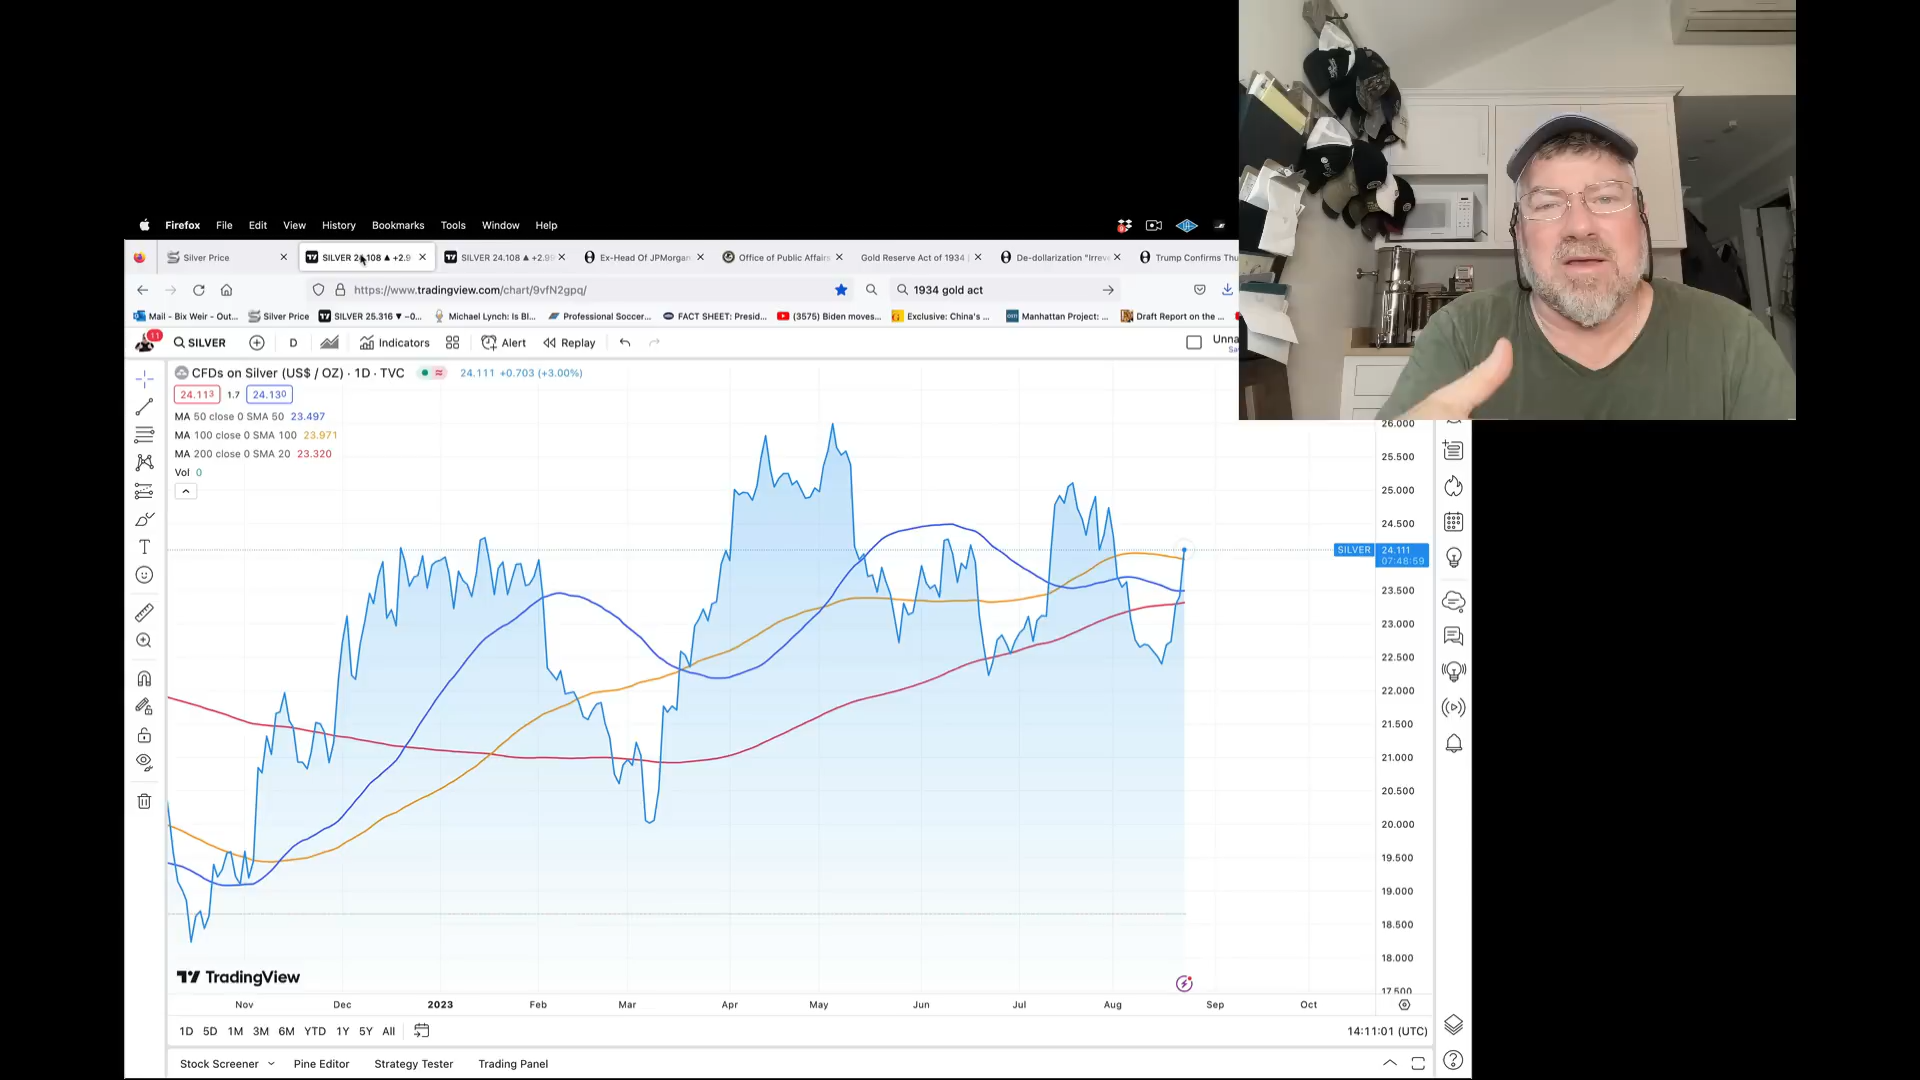 Firefox File Edit View History Bookmarks Tools Window Help
Silver Price
SILVER 24.108 ▲ +2.9
SILVER 24.108 ▲ +2.9
Ex-Head Of JPMorgan
Office of Public Affairs
Gold Reserve Act of 1934
De-dollarization "Irrev
Trump Confirms Thu
https://www.tradingview.com/chart/9vfN2gpq/
1934 gold act
Mail - Bix Weir - Out...
Silver Price
SILVER 25.316 ▼ −0...
Michael Lynch: Is Bl...
Professional Soccer...
FACT SHEET: Presid...
(3575) Biden moves...
Exclusive: China's ...
Manhattan Project: ...
Draft Report on the ...
11
SILVER
D
Indicators
Alert
Replay
Unna
CFDs on Silver (US$ / OZ) · 1D · TVC
24.111 +0.703 (+3.00%)
24.113 1.7 24.130
MA 50 close 0 SMA 50 23.497
MA 100 close 0 SMA 100 23.971
MA 200 close 0 SMA 20 23.320
Vol 0
26.000
25.500
25.000
24.500
SILVER 24.111
07:48:59
23.500
23.000
22.500
22.000
21.500
21.000
20.500
20.000
19.500
19.000
18.500
18.000
17.500
TradingView
Nov Dec 2023 Feb Mar Apr May Jun Jul Aug Sep Oct
1D 5D 1M 3M 6M YTD 1Y 5Y All
14:11:01 (UTC)
Stock Screener Pine Editor Strategy Tester Trading Panel